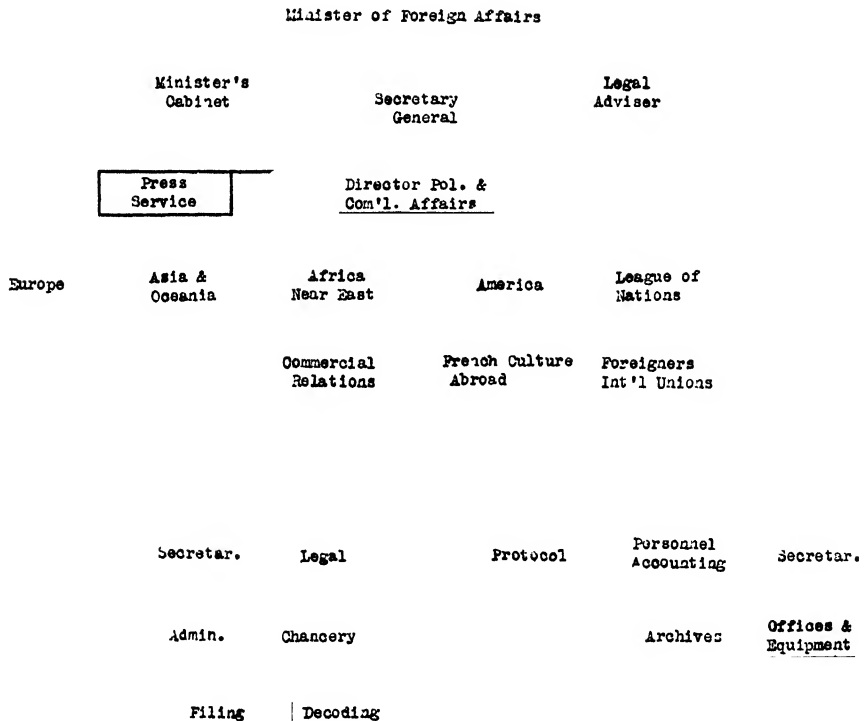 Minister of Foreign Affairs
Minister's
Cabinet
Secretary
General
Legal
Adviser
Press
Service
Director Pol. &
Com'l. Affairs
Europe
Asia &
Oceania
Africa
Near East
America
League of
Nations
Commercial
Relations
French Culture
Abroad
Foreigners
Int'l Unions
Secretar.
Legal
Protocol
Personnel
Accounting
Secretar.
Admin.
Chancery
Archives
Offices &
Equipment
Filing
Decoding